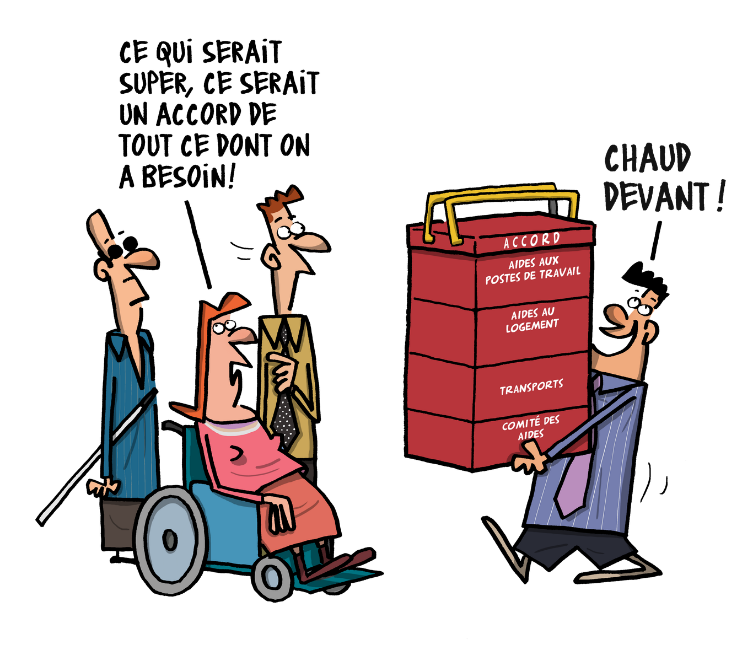 CE QUI SERAIT
SUPER, CE SERAIT
UN ACCORD DE
TOUT CE DONT ON
A BESOIN!
CHAUD
DEVANT !
ACCORD
AIDES AUX
POSTES DE TRAVAIL
AIDES AU
LOGEMENT
TRANSPORTS
COMITÉ DES
AIDES